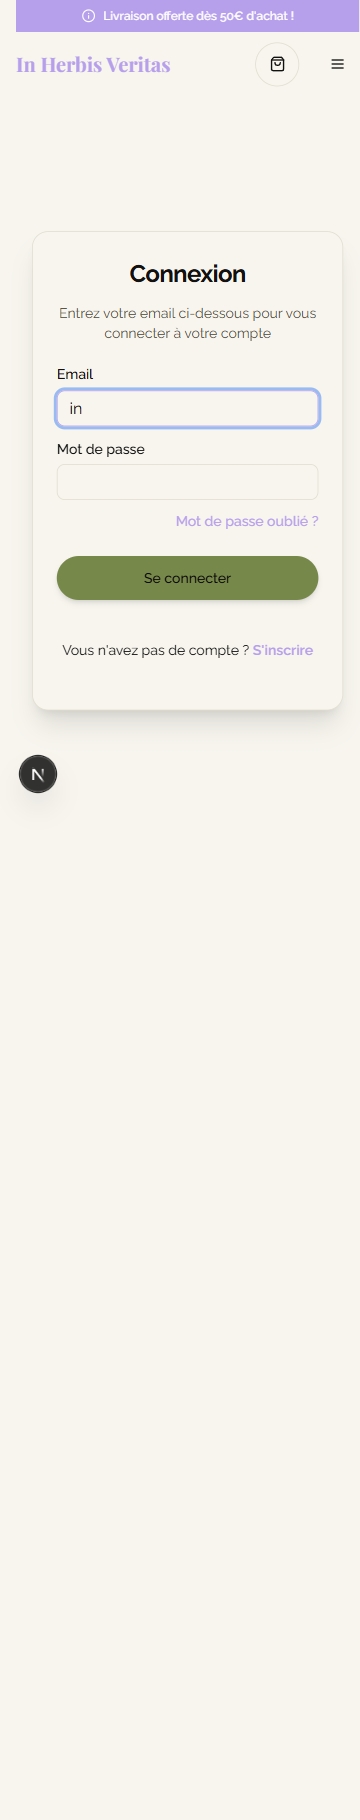 Livraison offerte dès 50€ d'achat !
In Herbis Veritas
Connexion
Entrez votre email ci-dessous pour vous
connecter à votre compte
Email
in
Mot de passe
Mot de passe oublié ?
Se connecter
Vous n'avez pas de compte ? S'inscrire
N